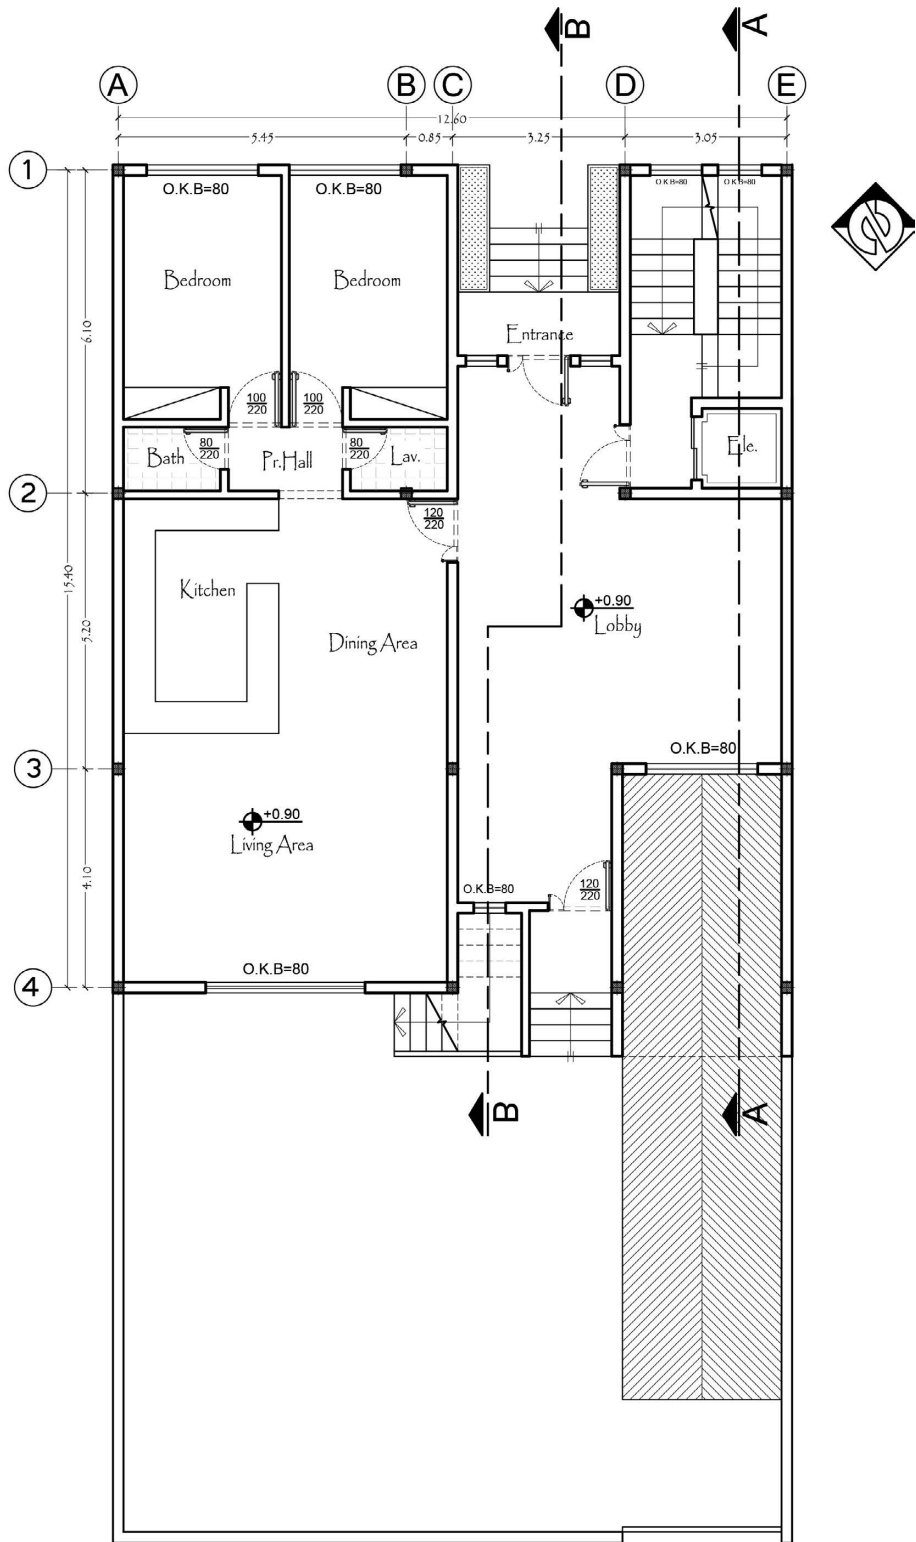 B
A
A
B
C
D
E
12.60
5.45
0.85
3.25
3.05
1
O.K.B=80
O.K.B=80
O.K.B=80
O.K.B=80
Bedroom
Bedroom
6.10
Entrance
100
220
100
220
80
220
80
220
Bath
Pr.Hall
Lav.
Ele.
2
120
220
15.40
5.20
Kitchen
+0.90
Lobby
Dining Area
O.K.B=80
3
+0.90
Living Area
4.10
120
220
O.K.B=80
O.K.B=80
4
B
A